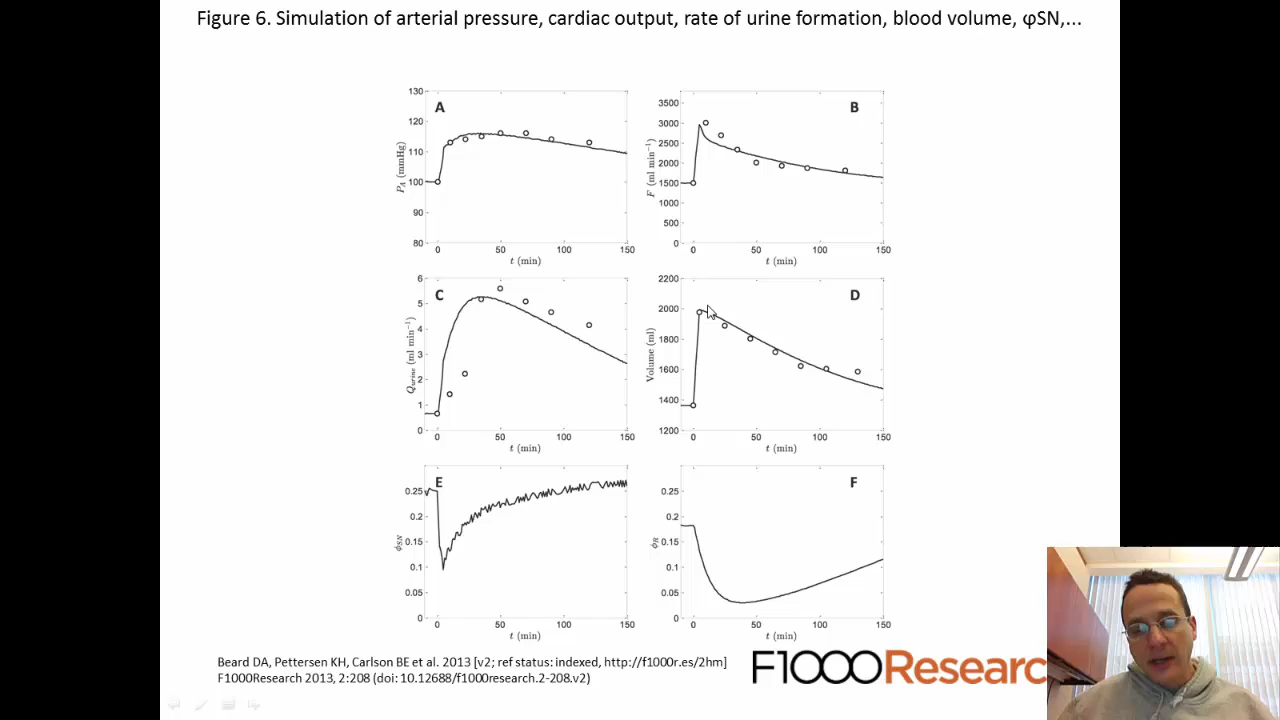 Figure 6. Simulation of arterial pressure, cardiac output, rate of urine formation, blood volume, φSN,...
A
130
120
110
100
90
80
P_A (mmHg)
0 50 100 150
t (min)
B
3500
3000
2500
2000
1500
1000
500
0
F (ml min⁻¹)
0 50 100 150
t (min)
C
6
5
4
3
2
1
0
Q_urine (ml min⁻¹)
0 50 100 150
t (min)
D
2200
2000
1800
1600
1400
1200
Volume (ml)
0 50 100 150
t (min)
E
0.25
0.2
0.15
0.1
0.05
0
ϕ_SN
0 50 100 150
t (min)
F
0.25
0.2
0.15
0.1
0.05
0
ϕ_R
0 50 100 150
t (min)
Beard DA, Pettersen KH, Carlson BE et al. 2013 [v2; ref status: indexed, http://f1000r.es/2hm]
F1000Research 2013, 2:208 (doi: 10.12688/f1000research.2-208.v2)
F1000Researc